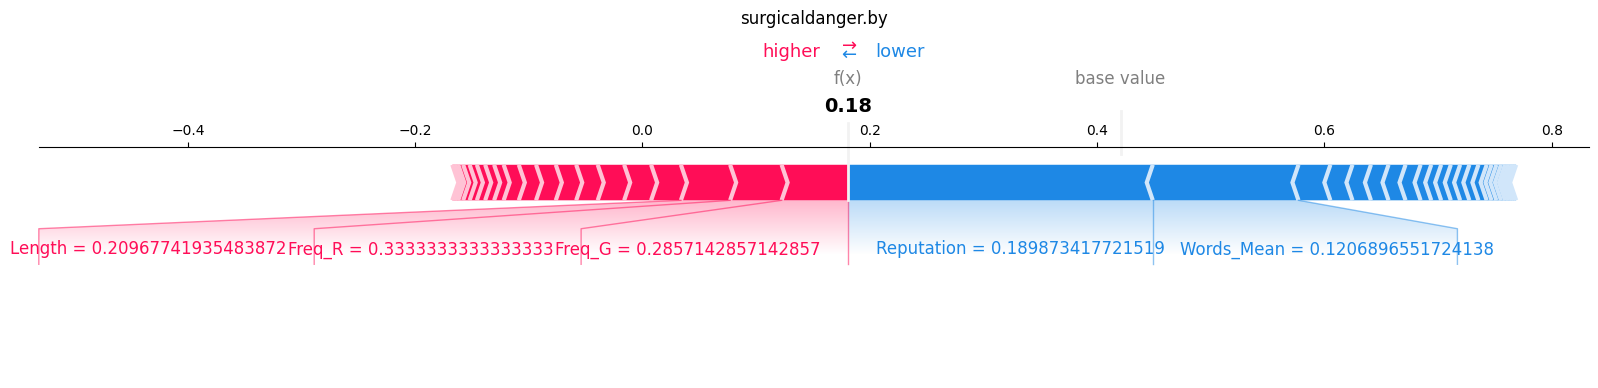 surgicaldanger.by
higher ⇄ lower
f(x) base value
0.18
−0.4 −0.2 0.0 0.2 0.4 0.6 0.8
Length = 0.20967741935483872 Freq_R = 0.3333333333333333 Freq_G = 0.2857142857142857 Reputation = 0.189873417721519 Words_Mean = 0.1206896551724138